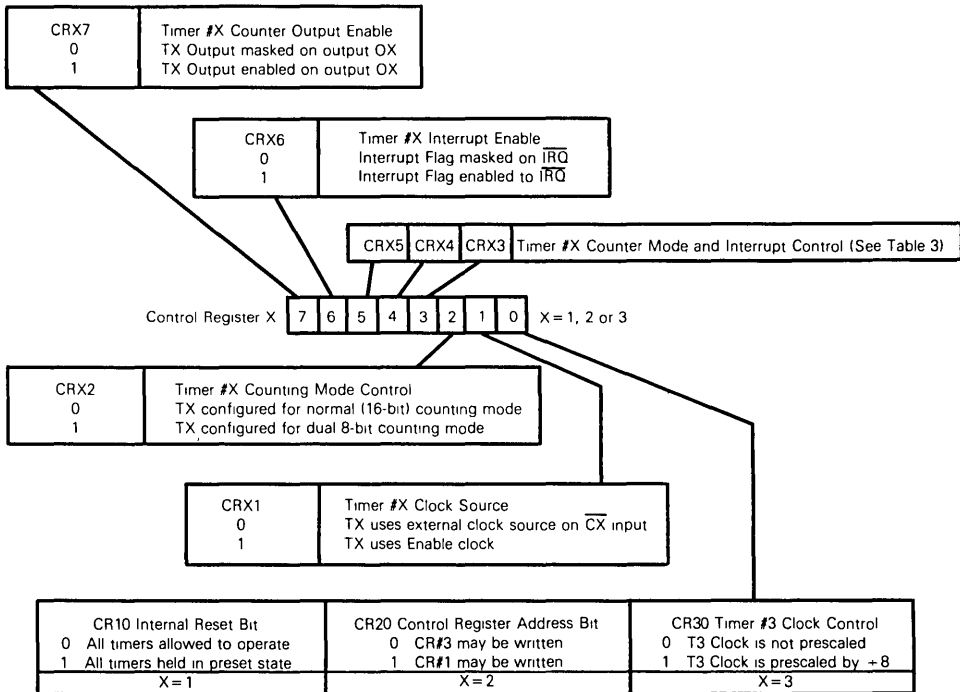 CRX7 Timer #X Counter Output Enable
0 TX Output masked on output OX
1 TX Output enabled on output OX
CRX6 Timer #X Interrupt Enable
0 Interrupt Flag masked on I̅R̅Q̅
1 Interrupt Flag enabled to I̅R̅Q̅
CRX5 CRX4 CRX3 Timer #X Counter Mode and Interrupt Control (See Table 3)
Control Register X 7 6 5 4 3 2 1 0 X = 1, 2 or 3
CRX2 Timer #X Counting Mode Control
0 TX configured for normal (16-bit) counting mode
1 TX configured for dual 8-bit counting mode
CRX1 Timer #X Clock Source
0 TX uses external clock source on C̅X̅ input
1 TX uses Enable clock
CR10 Internal Reset Bit CR20 Control Register Address Bit CR30 Timer #3 Clock Control
0 All timers allowed to operate 0 CR#3 may be written 0 T3 Clock is not prescaled
1 All timers held in preset state 1 CR#1 may be written 1 T3 Clock is prescaled by ÷8
X = 1 X = 2 X = 3